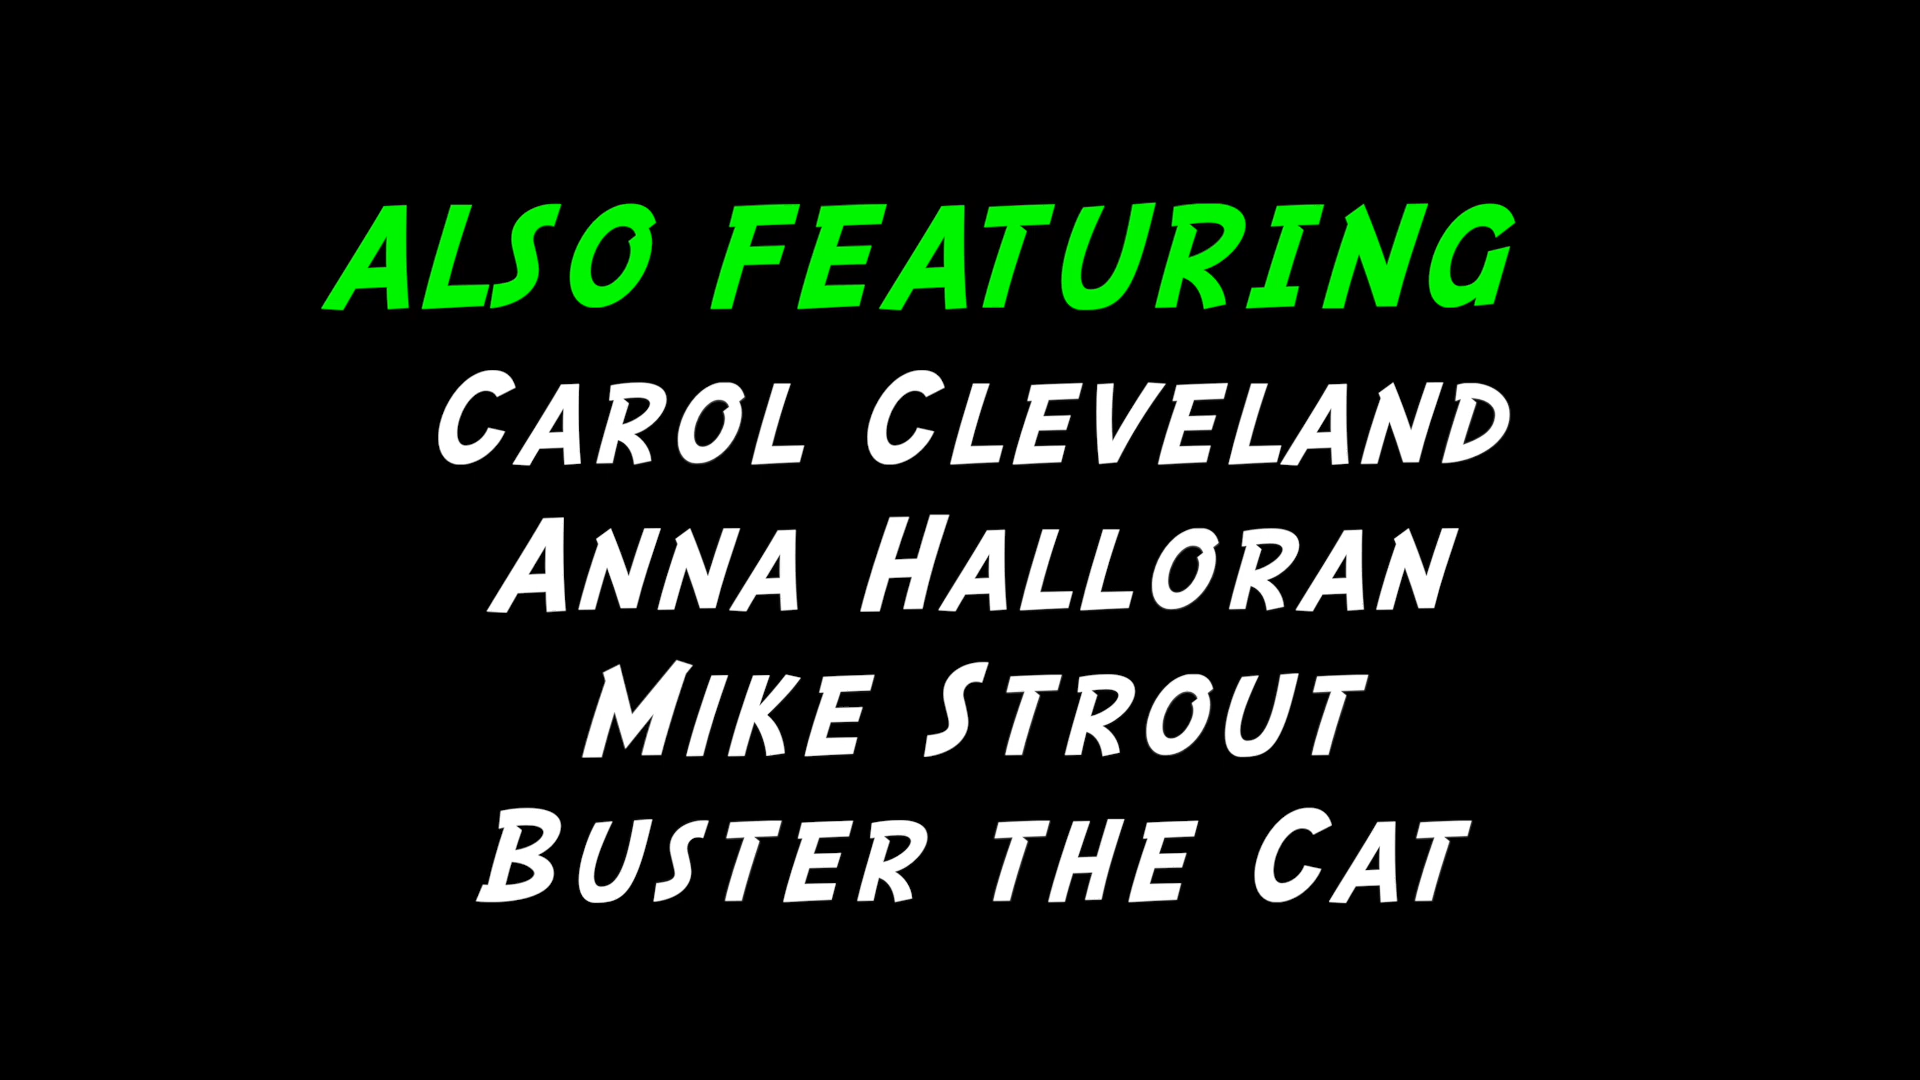 ALSO FEATURING
CAROL CLEVELAND
ANNA HALLORAN
MIKE STROUT
BUSTER THE CAT